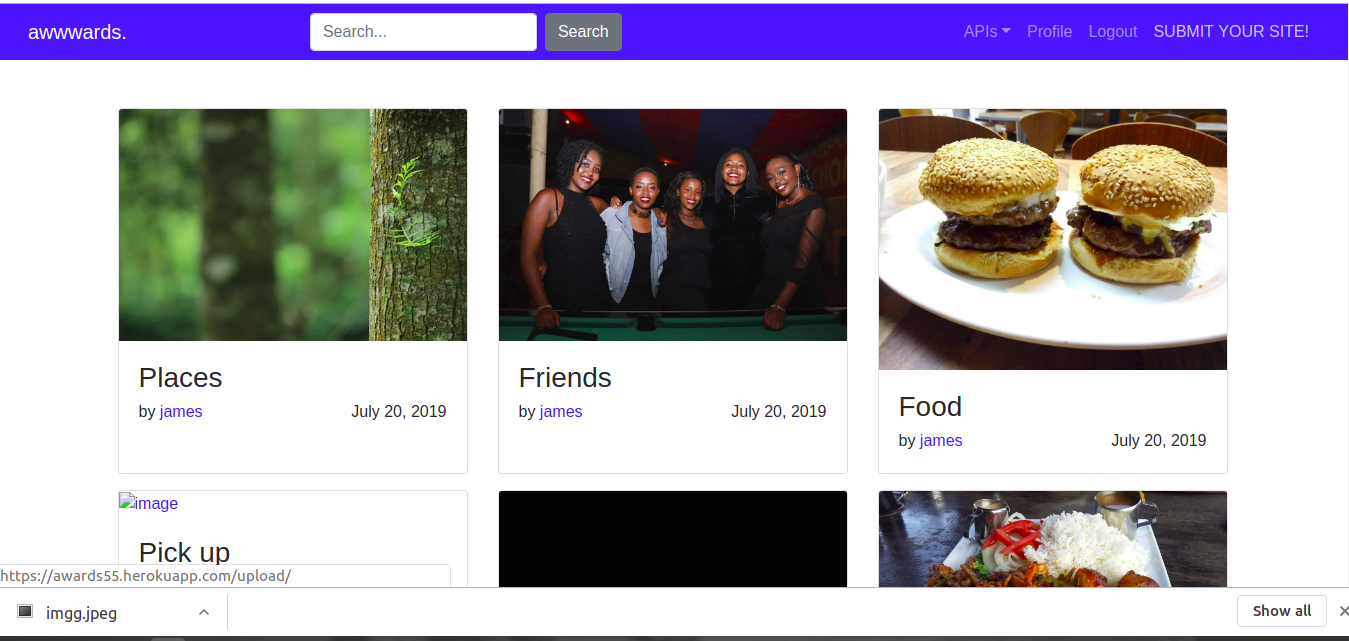 awwwards. Search... Search APIs Profile Logout SUBMIT YOUR SITE!
Places
by james July 20, 2019
Friends
by james July 20, 2019
Food
by james July 20, 2019
image
Pick up
https://awards55.herokuapp.com/upload/
imgg.jpeg Show all